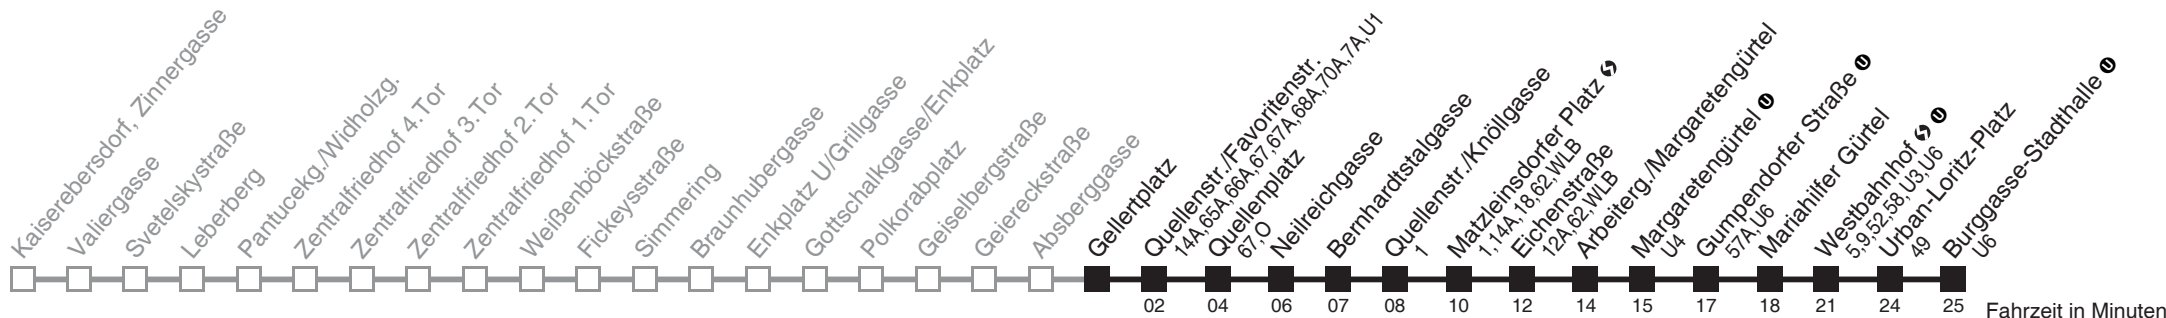 Kaiserebersdorf, Zinnergasse
Valiergasse
Svetelskystraße
Leberberg
Pantucekg./Widholzg.
Zentralfriedhof 4. Tor
Zentralfriedhof 3. Tor
Zentralfriedhof 2. Tor
Zentralfriedhof 1. Tor
Weißenböckstraße
Fickeysstraße
Simmering
Braunhubergasse
Enkplatz U/Grillgasse
Gottschalkgasse/Enkplatz
Polkorabplatz
Geiselbergstraße
Geiereckstraße
Absberggasse
Gellertplatz
Quellenstr./Favoritenstr.
14A,65A,66A,67,67A,68A,70A,7A,U1
Quellenplatz
67,O
Neilreichgasse
Bernhardtstalgasse
Quellenstr./Knöllgasse
1
Matzleinsdorfer Platz S
1,14A,18,62,WLB
Eichenstraße
12A,62,WLB
Arbeiterg./Margaretengürtel
Margaretengürtel U
U4
Gumpendorfer Straße U
57A,U6
Mariahilfer Gürtel
Westbahnhof S U
5,9,52,58,U3,U6
Urban-Loritz-Platz
49
Burggasse-Stadthalle U
U6
02 04 06 07 08 10 12 14 15 17 18 21 24 25 Fahrzeit in Minuten